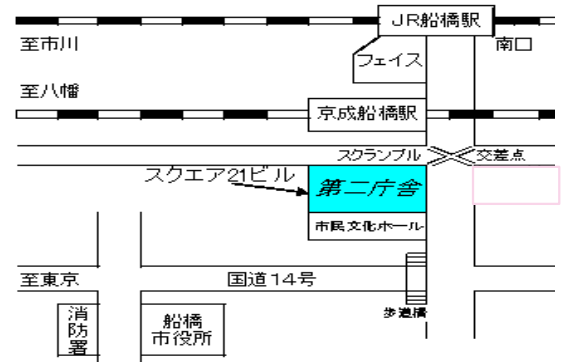 JR船橋駅
至市川
南口
フェイス
至八幡
京成船橋駅
スクランブル 交差点
スクエア21ビル
第二庁舎
市民文化ホール
至東京
国道14号
歩道橋
消防署
船橋
市役所